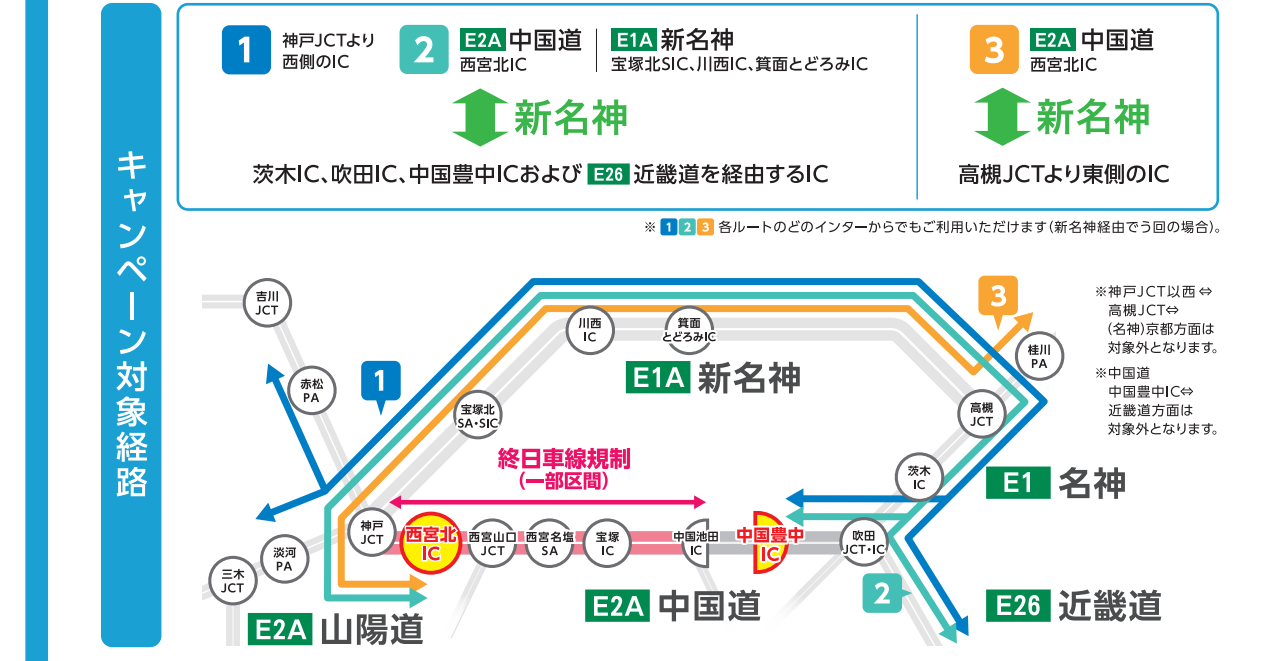 キャンペーン対象経路
1 神戸JCTより
西側のIC
2 E2A 中国道
西宮北IC
E1A 新名神
宝塚北SIC、川西IC、箕面とどろみIC
新名神
茨木IC、吹田IC、中国豊中ICおよび E26 近畿道を経由するIC
3 E2A 中国道
西宮北IC
新名神
高槻JCTより東側のIC
※ 1 2 3 各ルートのどのインターからでもご利用いただけます(新名神経由でう回の場合)。
吉川
JCT
赤松
PA
1
宝塚北
SA・SIC
川西
IC
箕面
とどろみIC
E1A 新名神
3
桂川
PA
高槻
JCT
※神戸JCT以西⇔
高槻JCT⇔
(名神)京都方面は
対象外となります。
※中国道
中国豊中IC⇔
近畿道方面は
対象外となります。
終日車線規制
(一部区間)
茨木
IC
E1 名神
神戸
JCT
西宮北
IC
西宮山口
JCT
西宮名塩
SA
宝塚
IC
中国池田
IC
中国豊中
IC
吹田
JCT・IC
淡河
PA
三木
JCT
2
E2A 山陽道
E2A 中国道
E26 近畿道